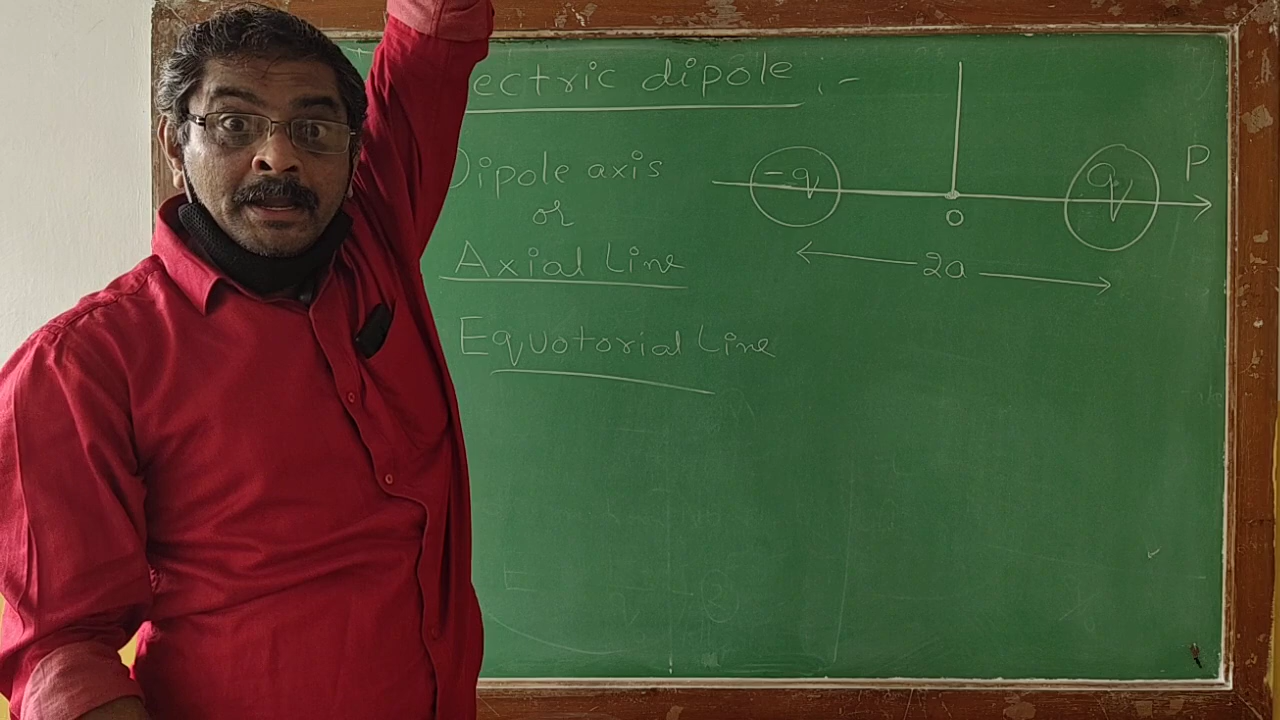 ectric dipole :-
Dipole axis
or
Axial Line
Equotorial Line
-q
q
P
o
2a